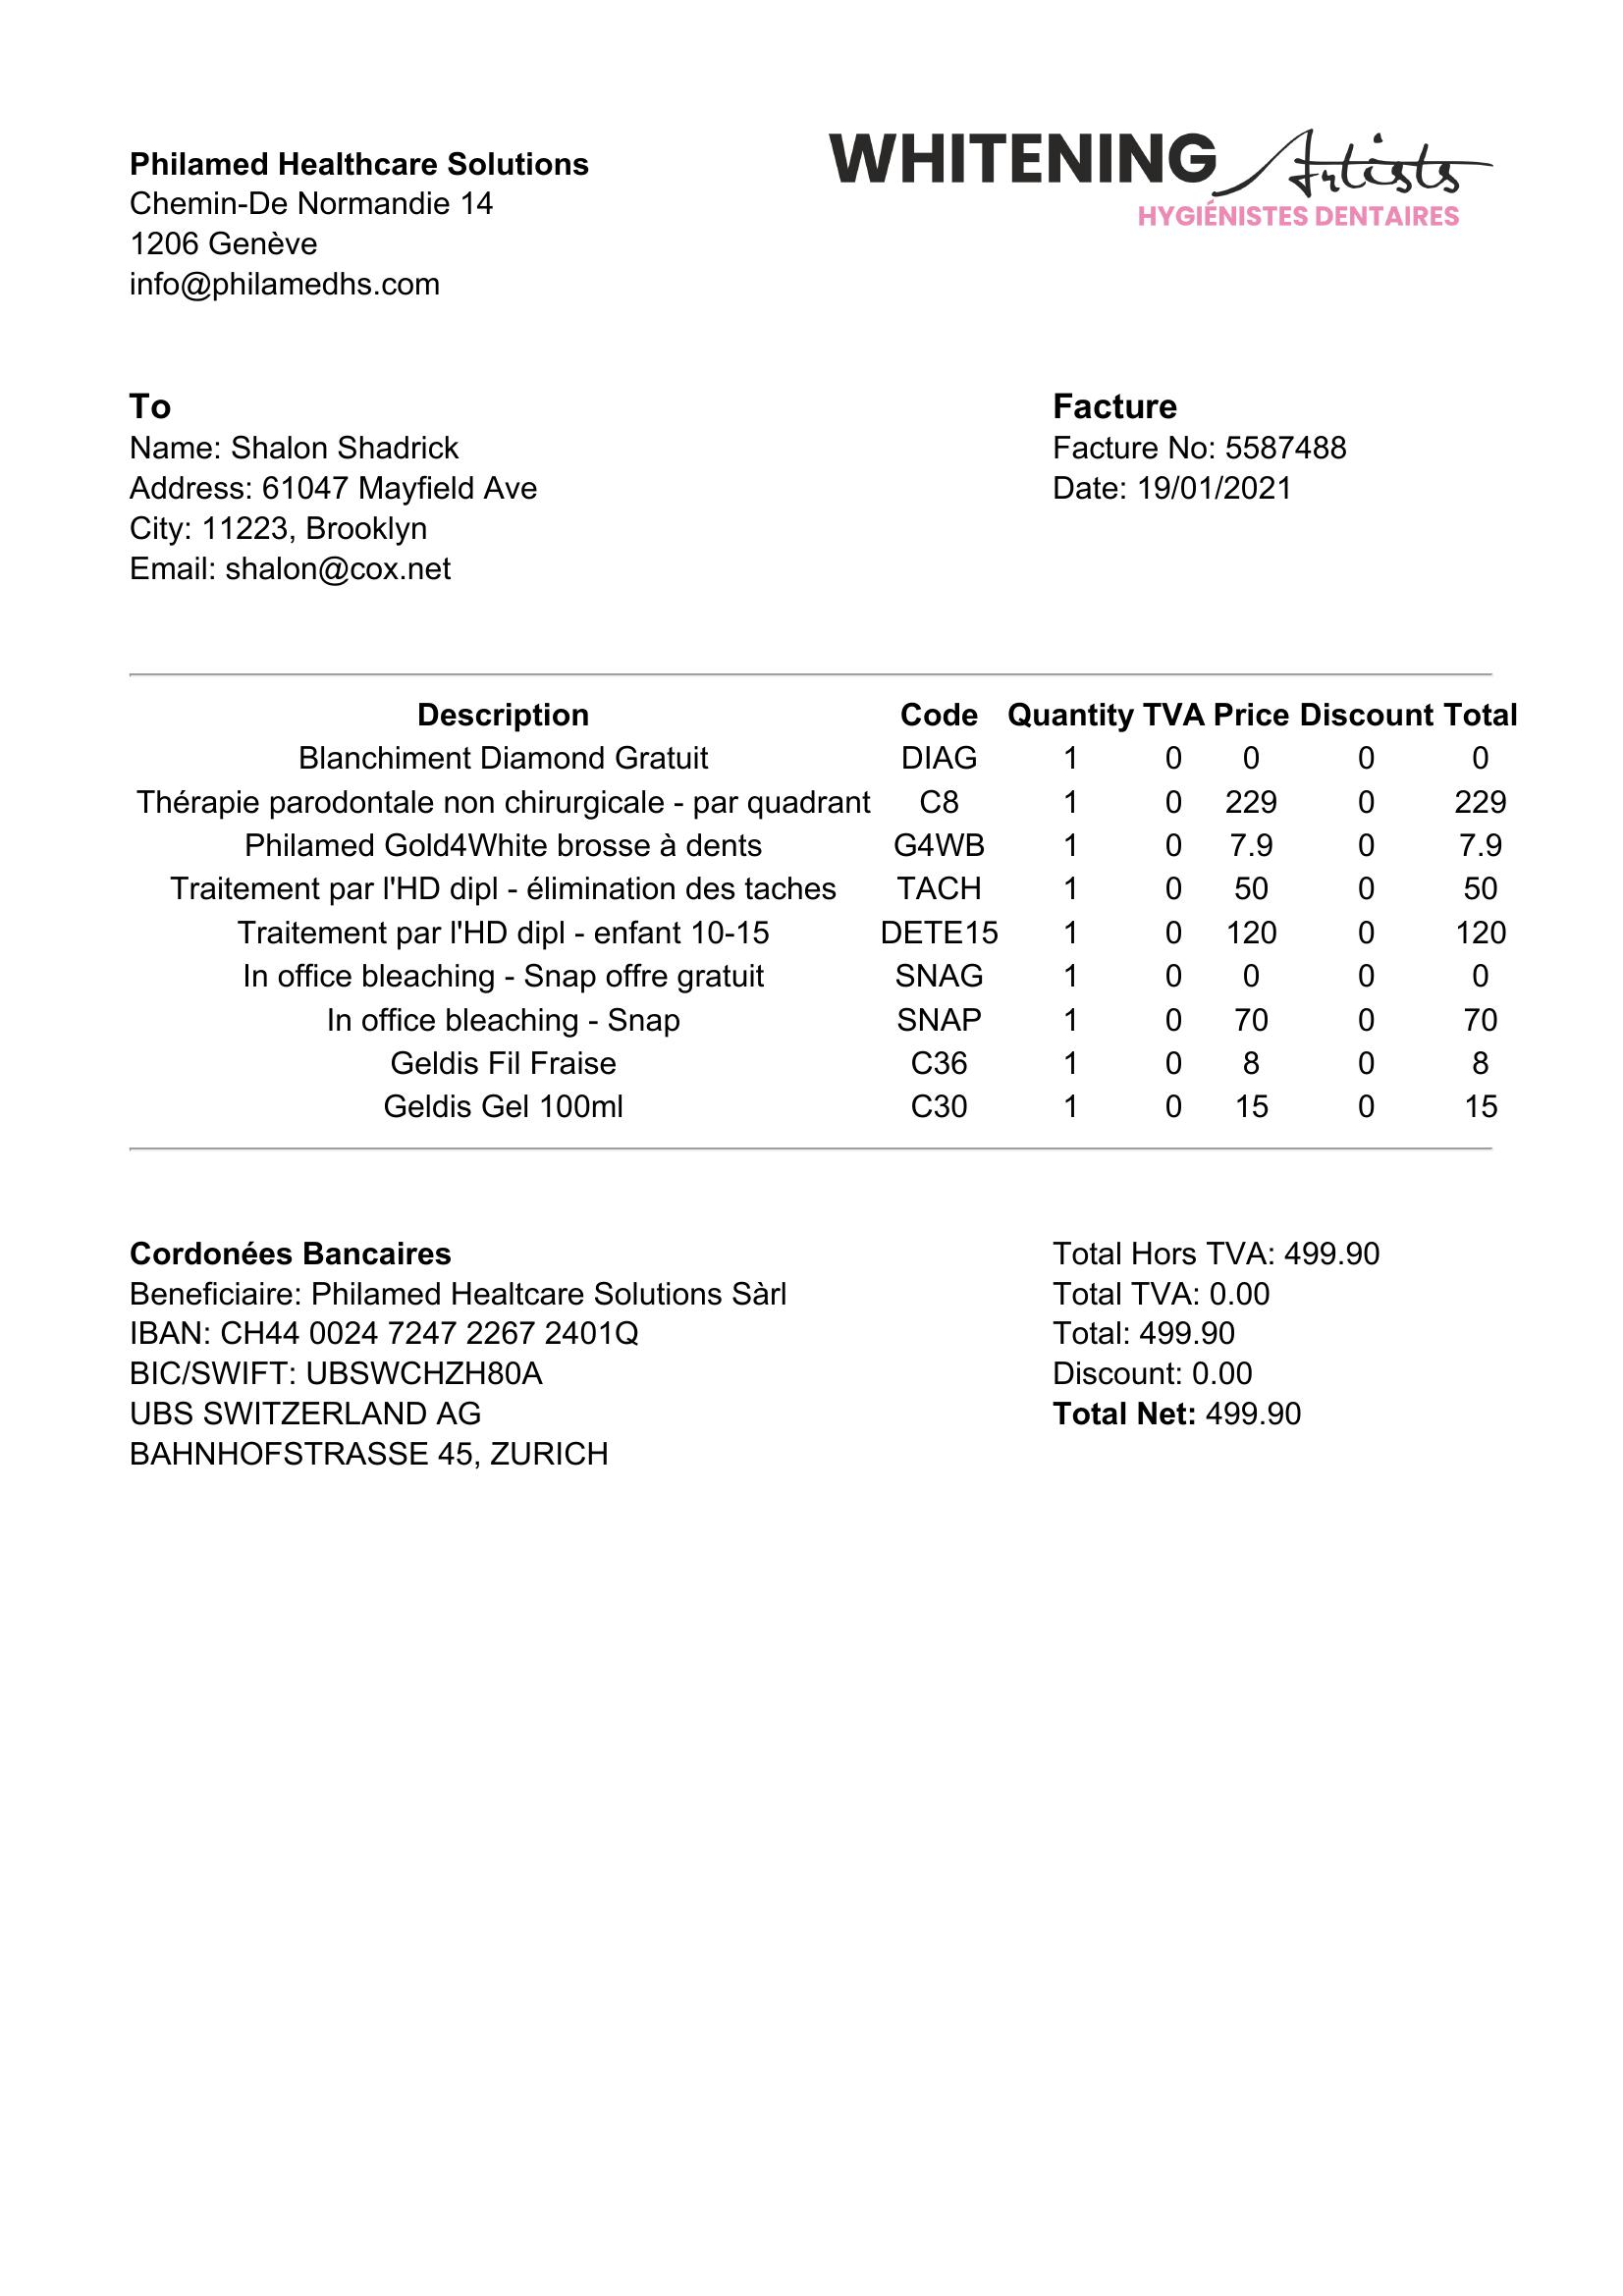 Philamed Healthcare Solutions
Chemin-De Normandie 14
1206 Genève
info@philamedhs.com
WHITENING Artists
HYGIÉNISTES DENTAIRES
To
Name: Shalon Shadrick
Address: 61047 Mayfield Ave
City: 11223, Brooklyn
Email: shalon@cox.net
Facture
Facture No: 5587488
Date: 19/01/2021
Description Code Quantity TVA Price Discount Total
Blanchiment Diamond Gratuit DIAG 1 0 0 0 0
Thérapie parodontale non chirurgicale - par quadrant C8 1 0 229 0 229
Philamed Gold4White brosse à dents G4WB 1 0 7.9 0 7.9
Traitement par l'HD dipl - élimination des taches TACH 1 0 50 0 50
Traitement par l'HD dipl - enfant 10-15 DETE15 1 0 120 0 120
In office bleaching - Snap offre gratuit SNAG 1 0 0 0 0
In office bleaching - Snap SNAP 1 0 70 0 70
Geldis Fil Fraise C36 1 0 8 0 8
Geldis Gel 100ml C30 1 0 15 0 15
Cordonées Bancaires
Beneficiaire: Philamed Healtcare Solutions Sàrl
IBAN: CH44 0024 7247 2267 2401Q
BIC/SWIFT: UBSWCHZH80A
UBS SWITZERLAND AG
BAHNHOFSTRASSE 45, ZURICH
Total Hors TVA: 499.90
Total TVA: 0.00
Total: 499.90
Discount: 0.00
Total Net: 499.90